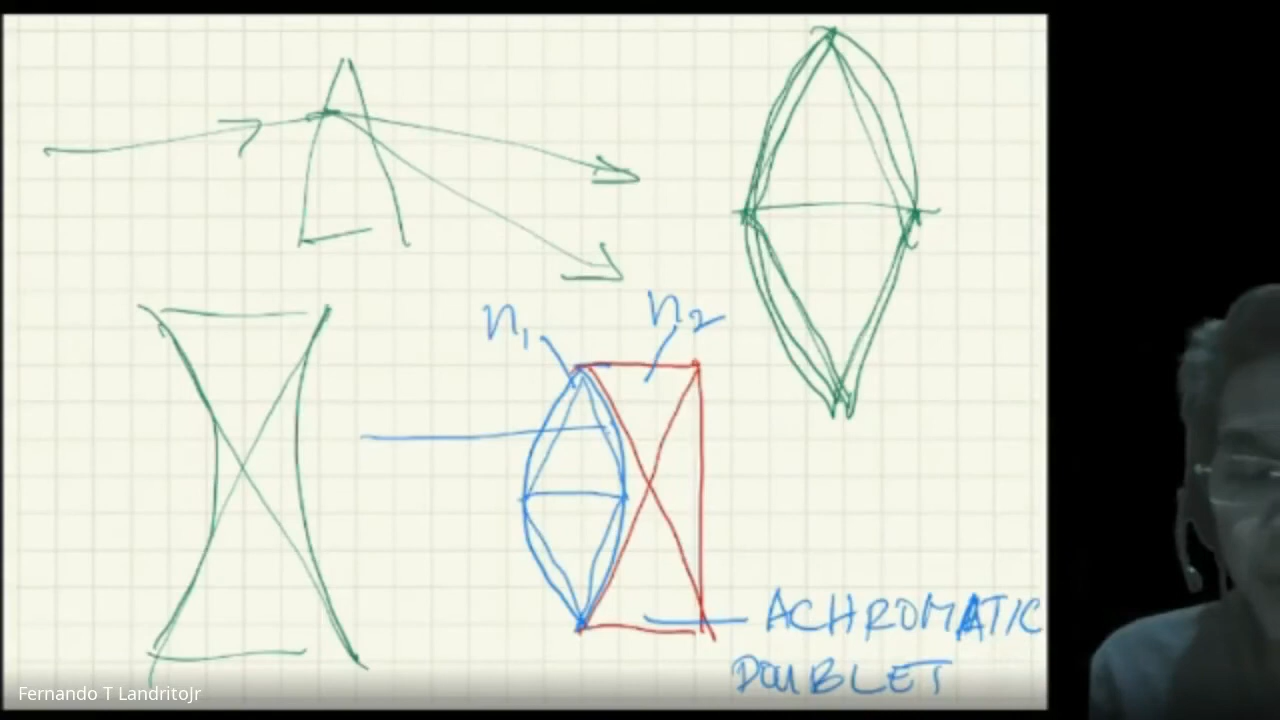 n₁
n₂
ACHROMATIC
DOUBLET
Fernando T LandritoJr